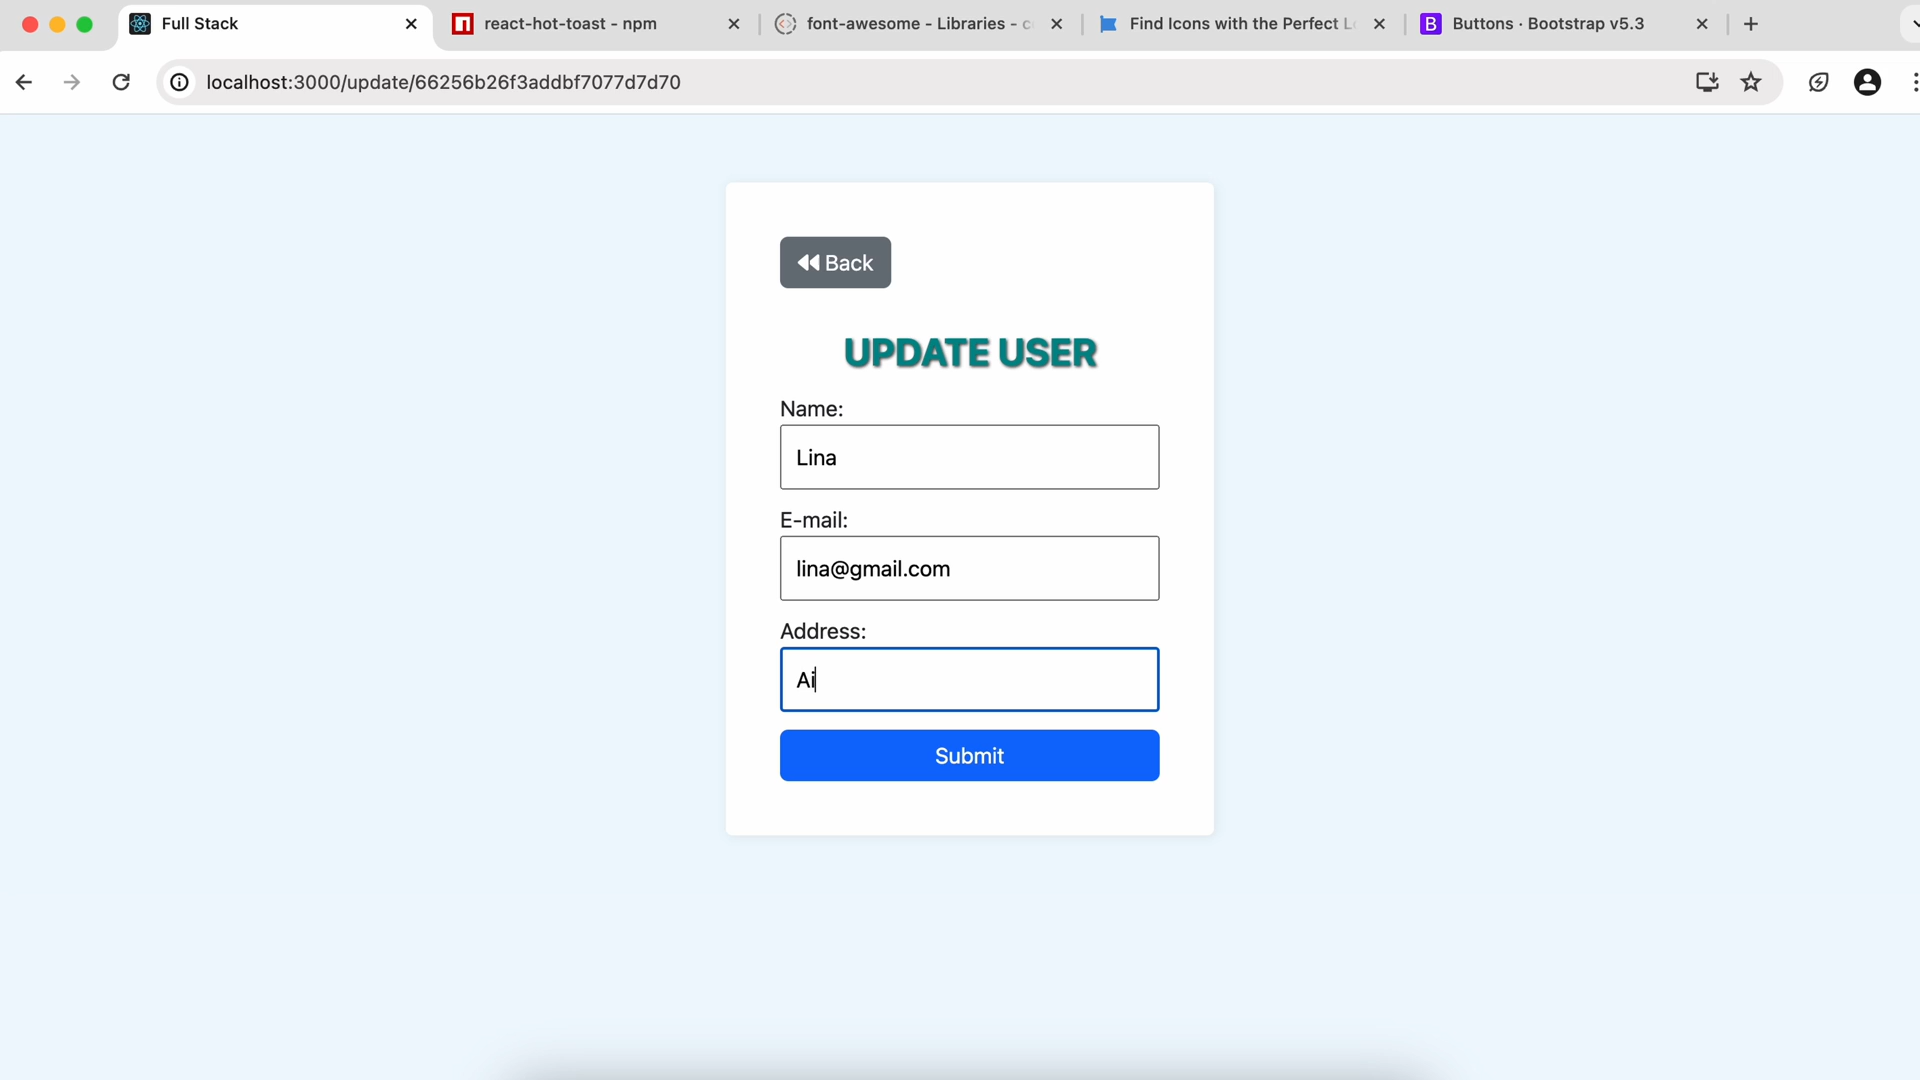 Full Stack
react-hot-toast - npm
font-awesome - Libraries - c
Find Icons with the Perfect L
Buttons · Bootstrap v5.3
localhost:3000/update/66256b26f3addbf7077d7d70
Back
UPDATE USER
Name:
Lina
E-mail:
lina@gmail.com
Address:
Ai
Submit